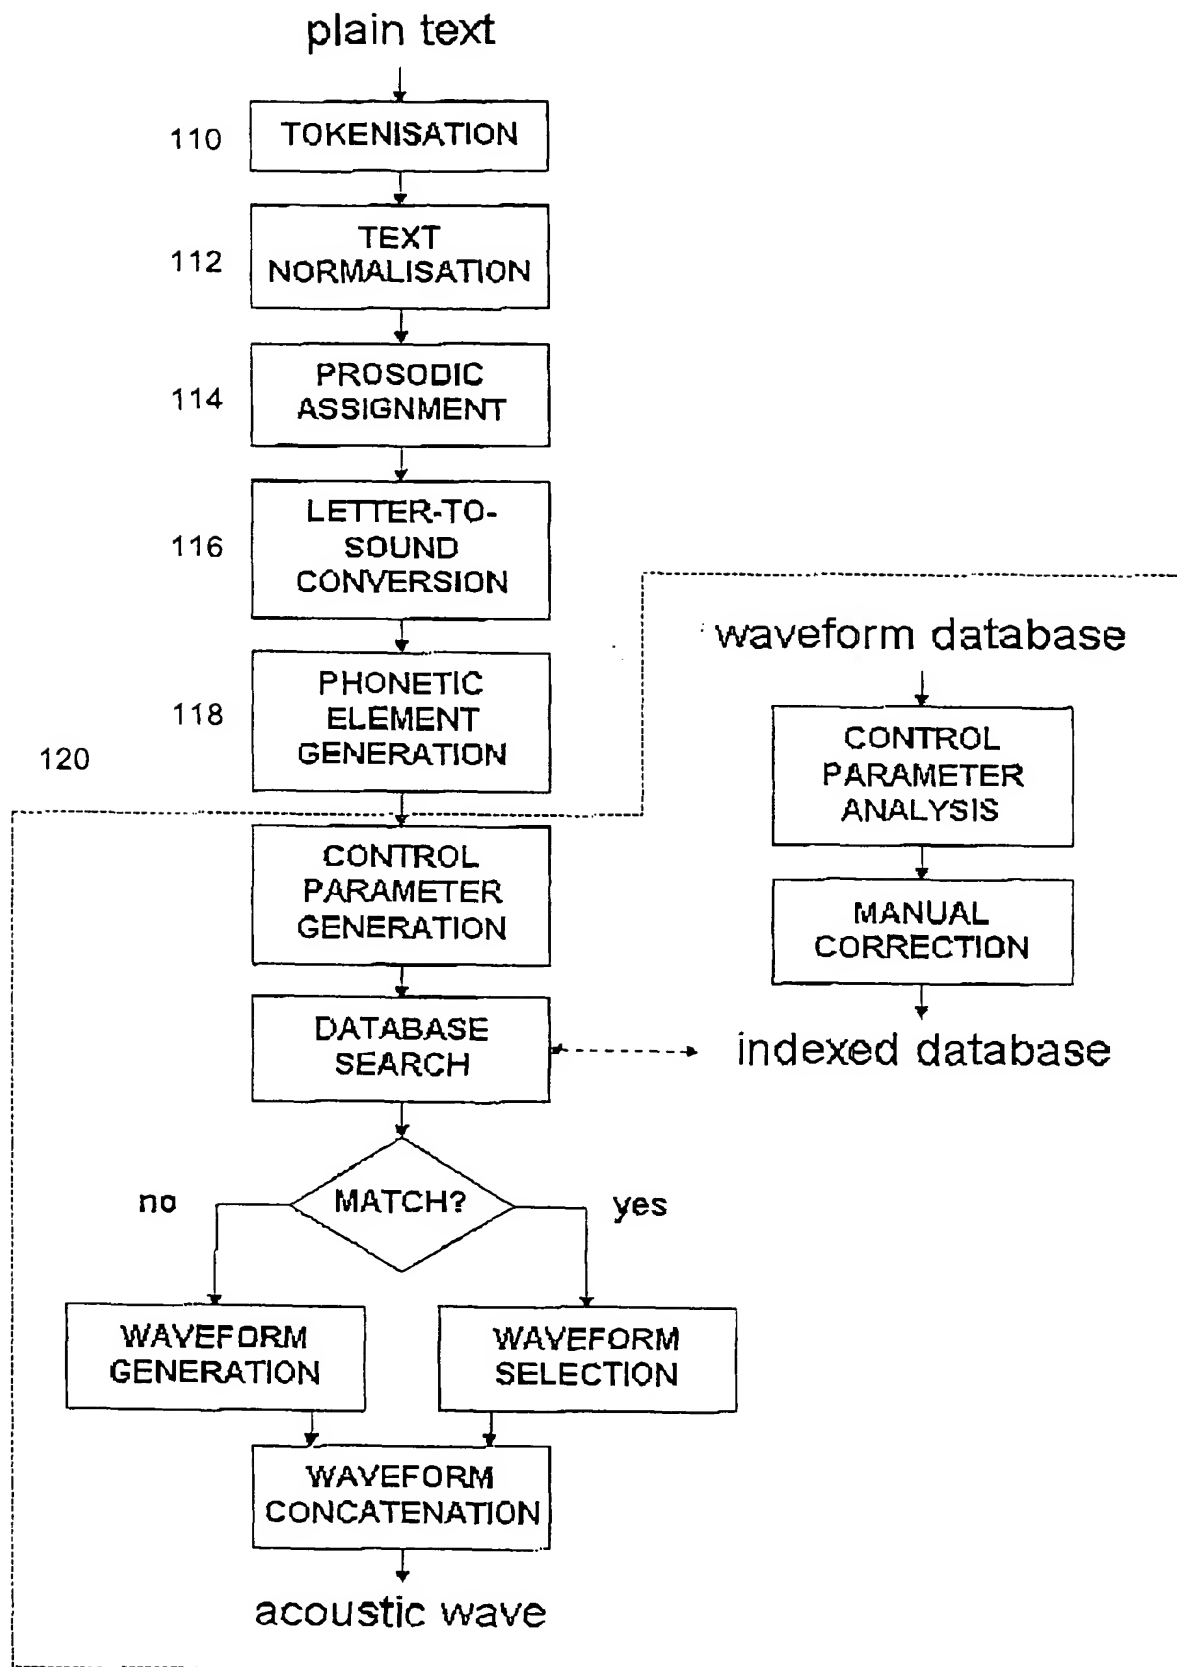 plain text
110
TOKENISATION
112
TEXT
NORMALISATION
114
PROSODIC
ASSIGNMENT
116
LETTER-TO-
SOUND
CONVERSION
118
PHONETIC
ELEMENT
GENERATION
120
CONTROL
PARAMETER
GENERATION
DATABASE
SEARCH
waveform database
CONTROL
PARAMETER
ANALYSIS
MANUAL
CORRECTION
indexed database
MATCH?
no
yes
WAVEFORM
GENERATION
WAVEFORM
SELECTION
WAVEFORM
CONCATENATION
acoustic wave